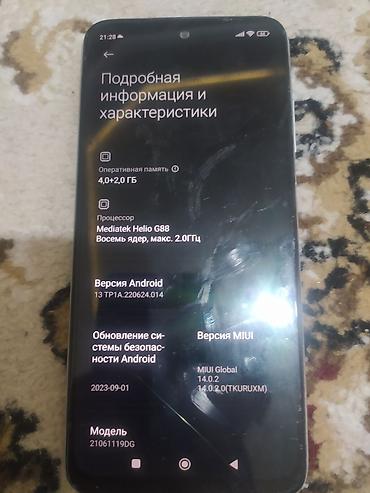 21:28
Подробная
информация и
характеристики
Оперативная память
4,0+2,0 ГБ
Процессор
Mediatek Helio G88
Восемь ядер, макс. 2.0ГГц
Версия Android
13 TP1A.220624.014
Обновление си-
стемы безопас-
ности Android
2023-09-01
Версия MIUI
MIUI Global
14.0.2
14.0.2.0(TKURUXM)
Модель
21061119DG